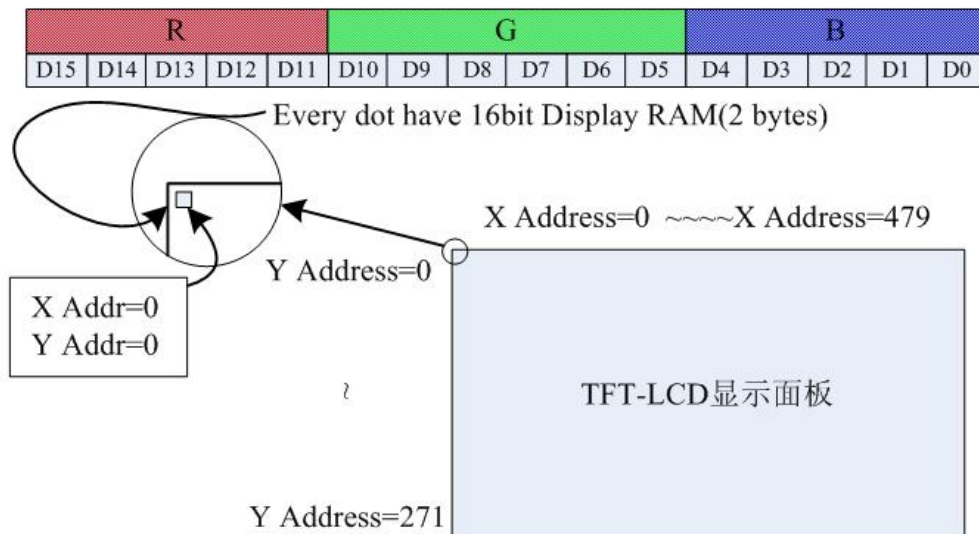 R G B
D15 D14 D13 D12 D11 D10 D9 D8 D7 D6 D5 D4 D3 D2 D1 D0
Every dot have 16bit Display RAM(2 bytes)
X Address=0 ~~~~X Address=479
Y Address=0
X Addr=0
Y Addr=0
~
TFT-LCD显示面板
Y Address=271